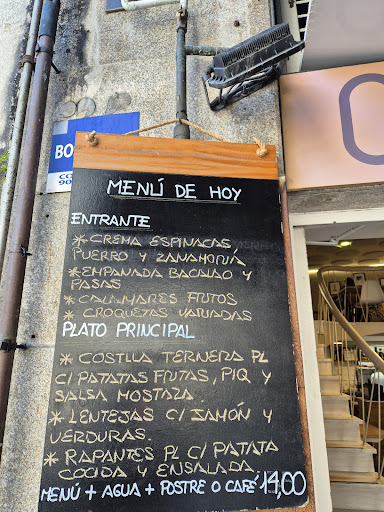 BO
MENÚ DE HOY
ENTRANTE
* CREMA ESPINACAS,
PUERRO Y ZANAHORIA
* EMPANADA BACALAO Y
PASAS
* CALAMARES FRITOS
* CROQUETAS VARIADAS
PLATO PRINCIPAL
* COSTLLA TERNERA PL
C/ PATATAS FRITAS, PIQ Y
SALSA MOSTAZA.
* LENTEJAS C/ JAMÓN Y
VERDURAS.
* RAPANTES PL C/ PATATA
COCIDA Y ENSALADA.
MENÚ + AGUA + POSTRE O CAFÉ 14,00